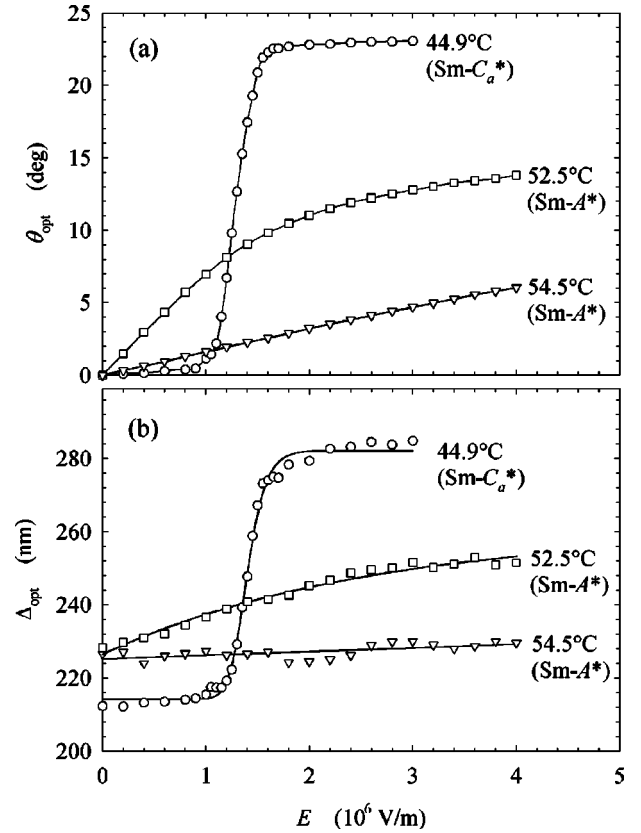 25
20
15
10
5
0
θopt (deg)
(a)
44.9°C
(Sm-Ca*)
52.5°C
(Sm-A*)
54.5°C
(Sm-A*)
280
260
240
220
200
Δopt (nm)
(b)
44.9°C
(Sm-Ca*)
52.5°C
(Sm-A*)
54.5°C
(Sm-A*)
0 1 2 3 4 5
E (10⁶ V/m)